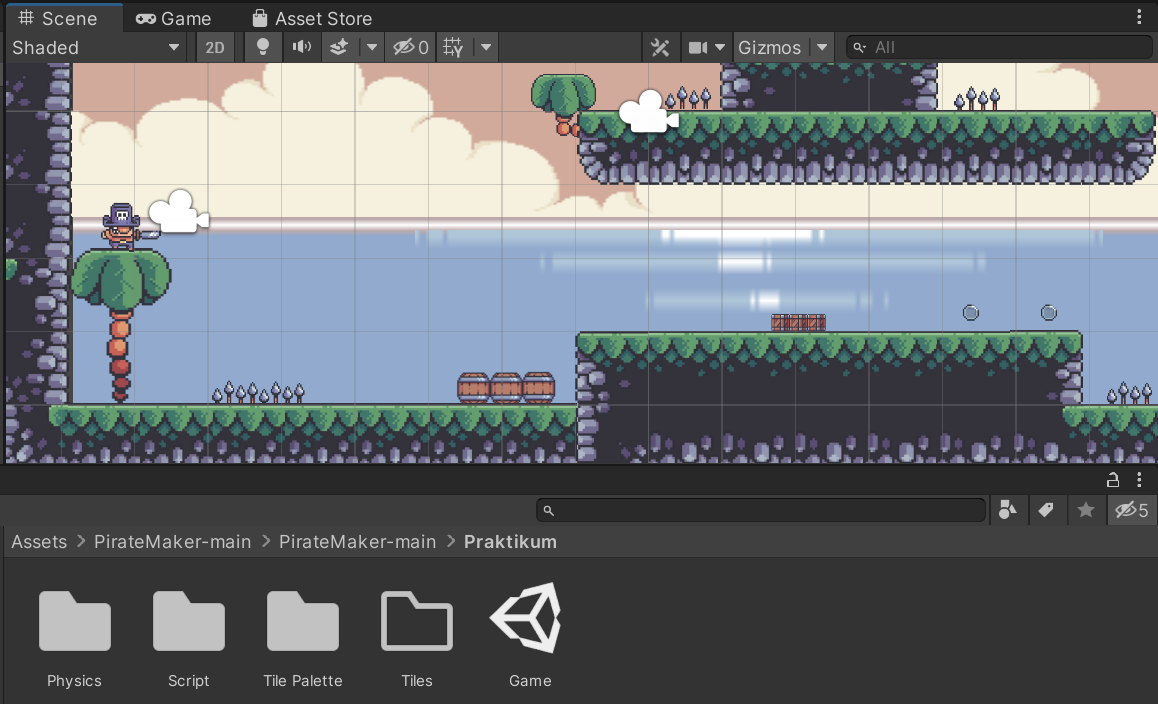 Scene Game Asset Store
Shaded 2D 0 Gizmos All
5
Assets > PirateMaker-main > PirateMaker-main > Praktikum
Physics Script Tile Palette Tiles Game